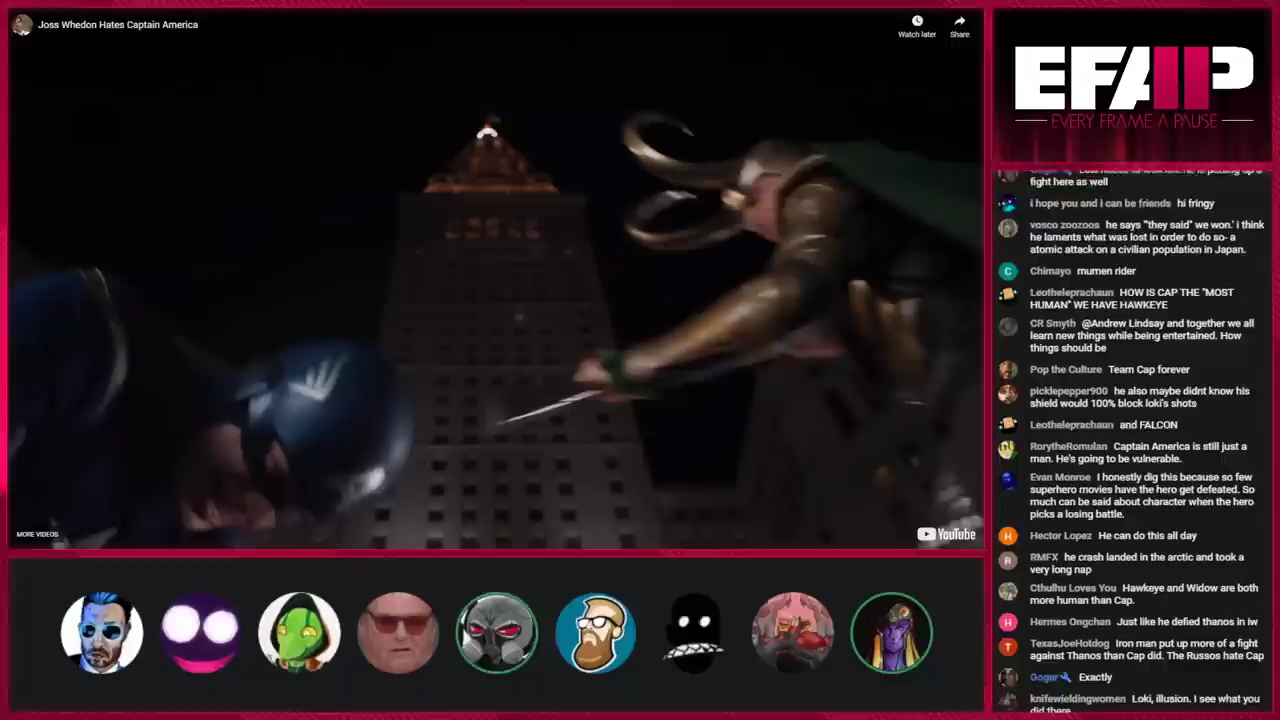 Joss Whedon Hates Captain America
Watch later
Share
MORE VIDEOS
YouTube
EFAP
EVERY FRAME A PAUSE
fight here as well
i hope you and i can be friends hi fringy
vosco zoozoos he says "they said" we won.' i think
he laments what was lost in order to do so- a
atomic attack on a civilian population in Japan.
C
Chimayo mumen rider
Leotheleprachaun HOW IS CAP THE "MOST
HUMAN" WE HAVE HAWKEYE
CR Smyth @Andrew Lindsay and together we all
learn new things while being entertained. How
things should be
Pop the Culture Team Cap forever
picklepepper900 he also maybe didnt know his
shield would 100% block loki's shots
Leotheleprachaun and FALCON
RorytheRomulan Captain America is still just a
man. He's going to be vulnerable.
Evan Monroe I honestly dig this because so few
superhero movies have the hero get defeated. So
much can be said about character when the hero
picks a losing battle.
H
Hector Lopez He can do this all day
R
RMFX he crash landed in the arctic and took a
very long nap
Cthulhu Loves You Hawkeye and Widow are both
more human than Cap.
H
Hermes Ongchan Just like he defied thanos in iw
T
TexasJoeHotdog Iron man put up more of a fight
against Thanos than Cap did. The Russos hate Cap
Gogur Exactly
knifewieldingwomen Loki, illusion. I see what you
did there